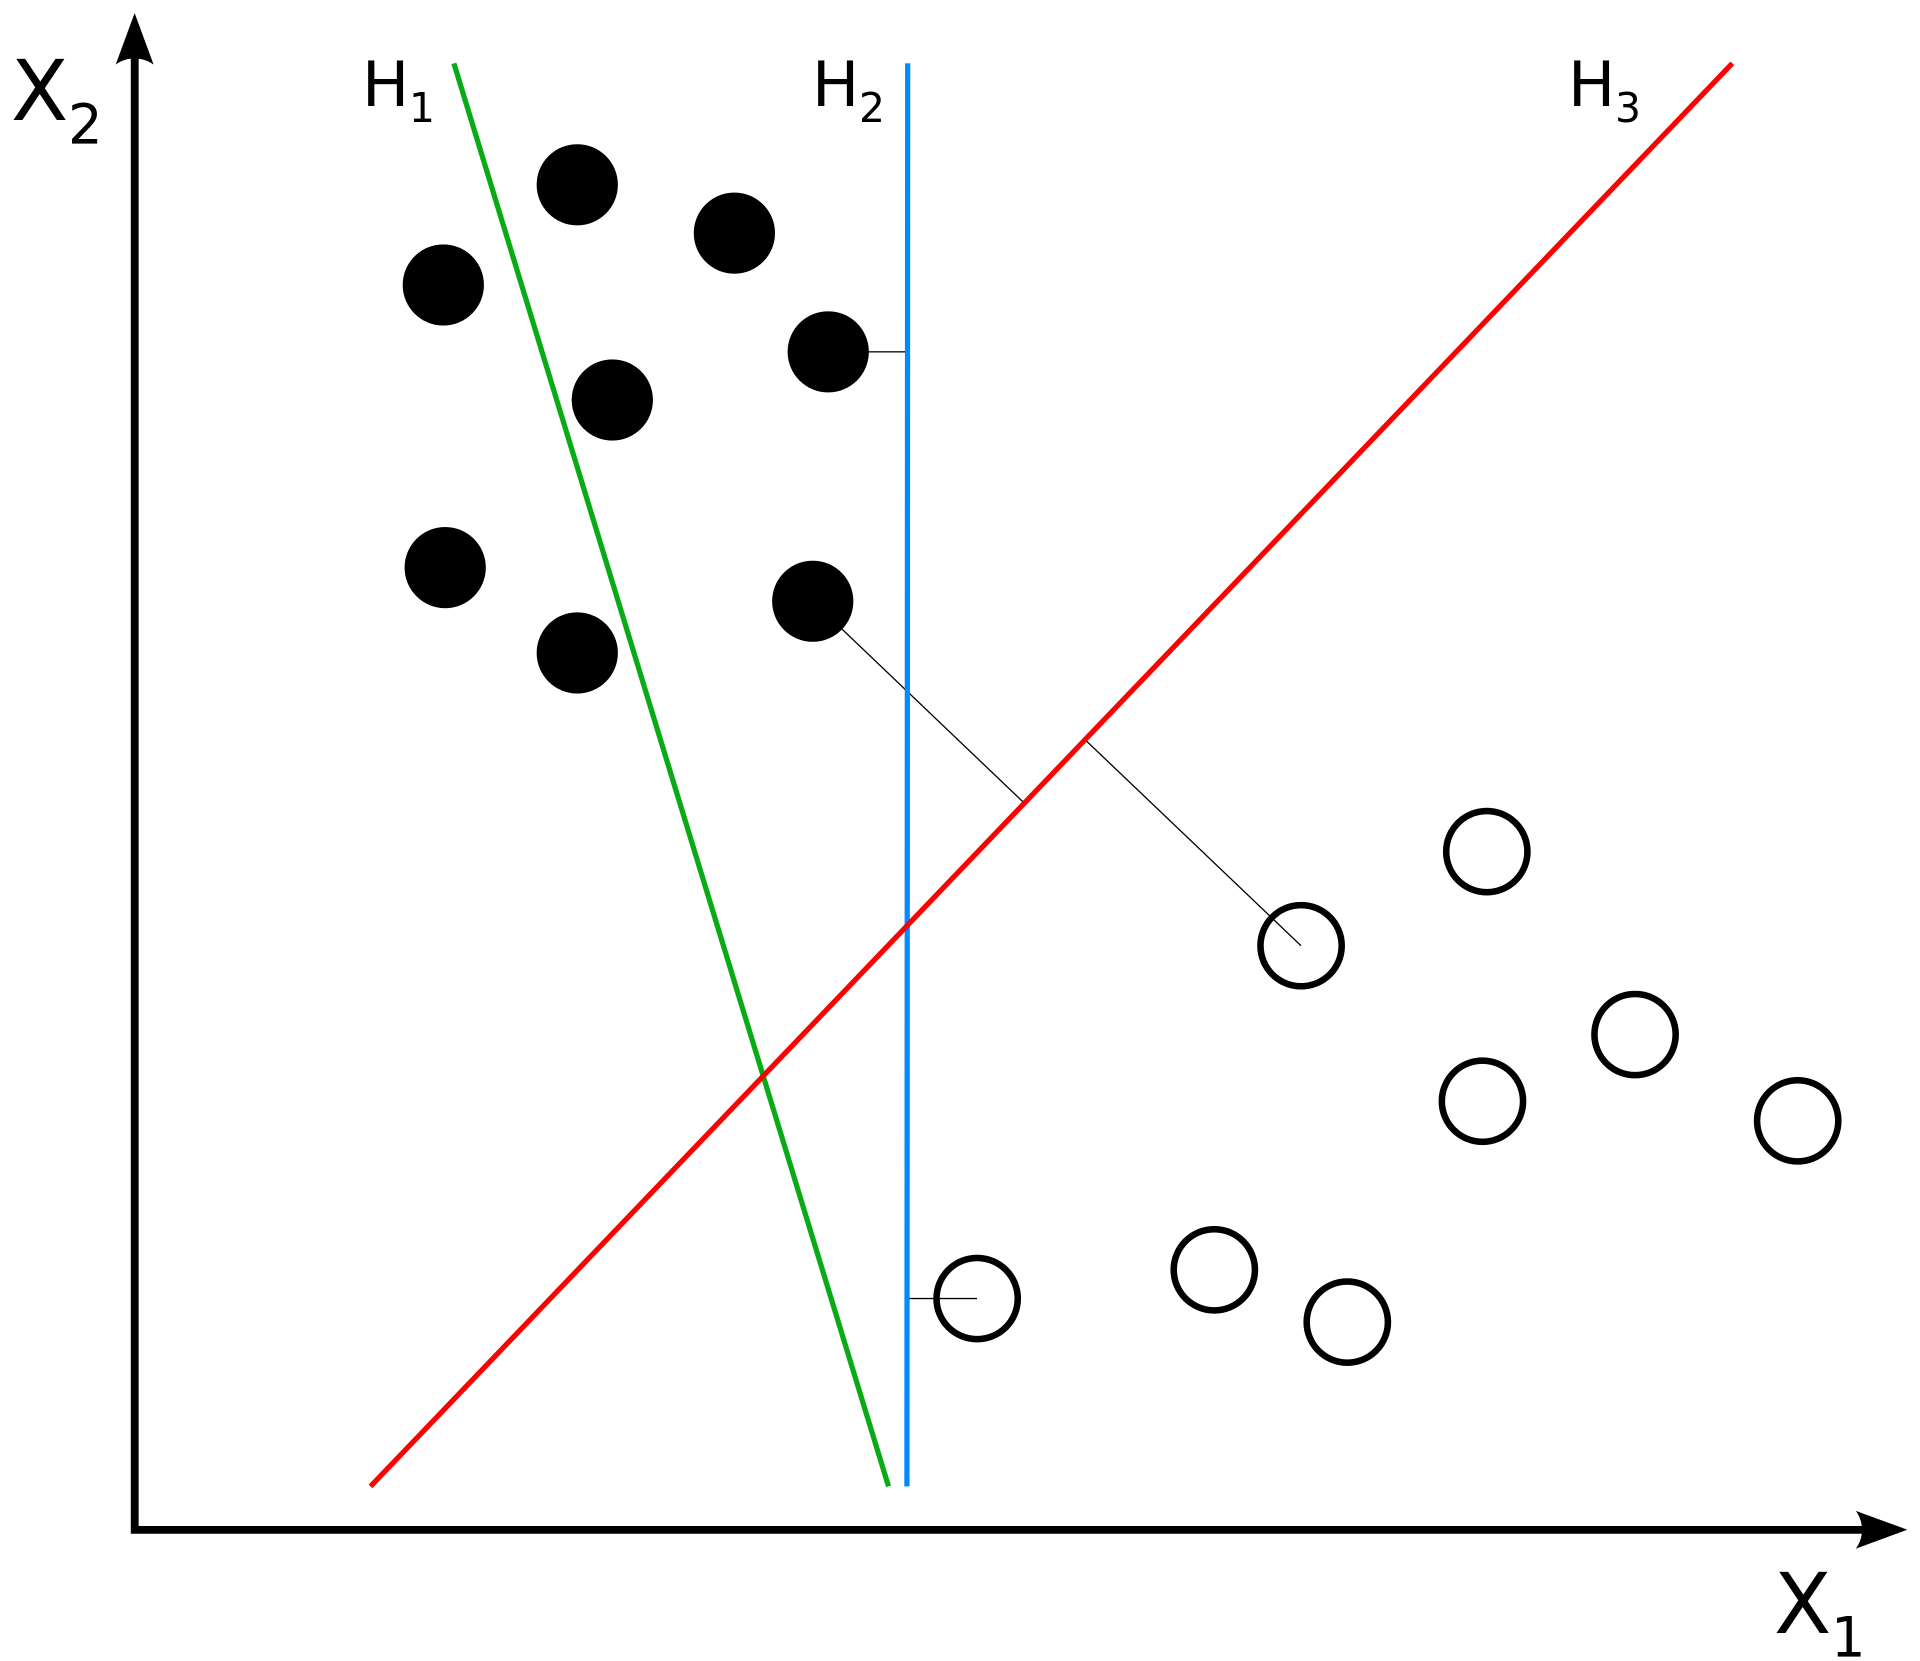 X₂
H₁
H₂
H₃
X₁